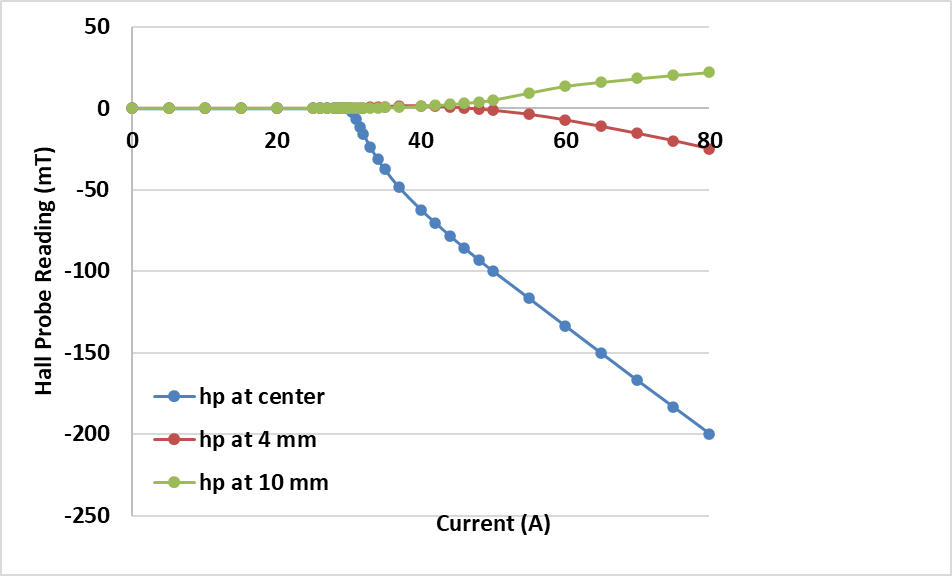 50
0
-50
-100
-150
-200
-250
0 20 40 60 80
Hall Probe Reading (mT)
Current (A)
hp at center
hp at 4 mm
hp at 10 mm